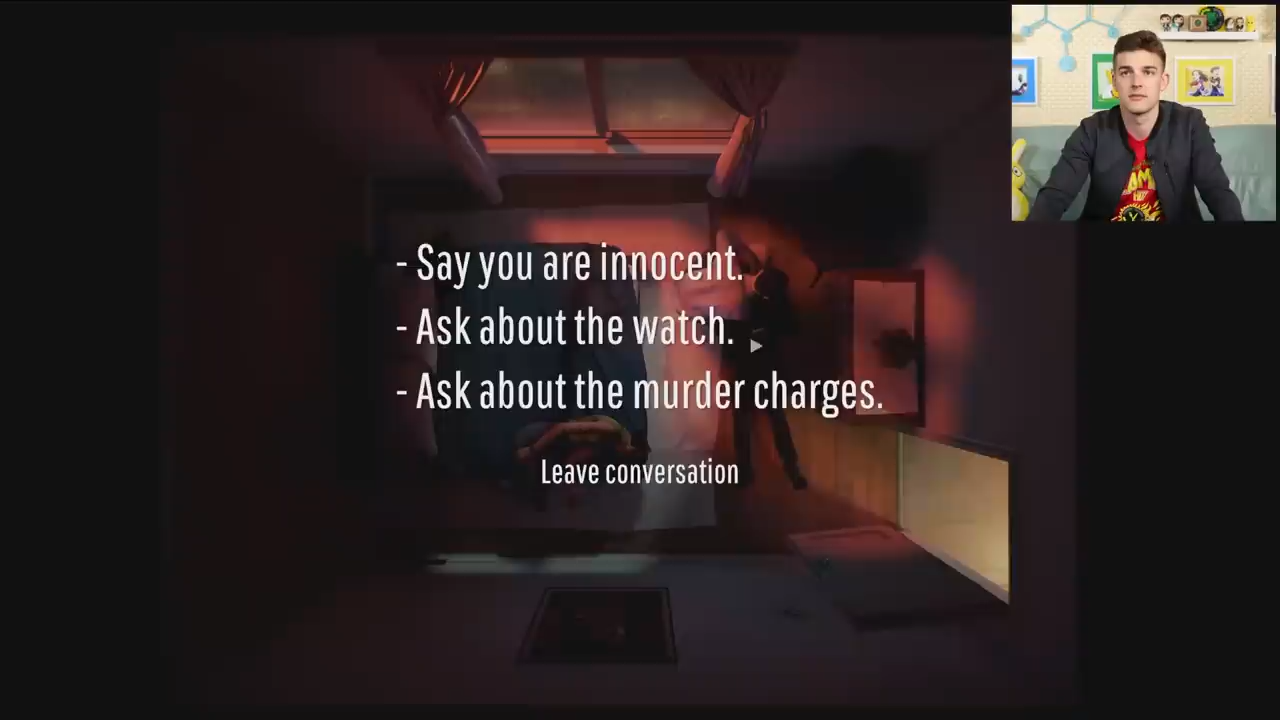 - Say you are innocent.
- Ask about the watch.
- Ask about the murder charges.
Leave conversation